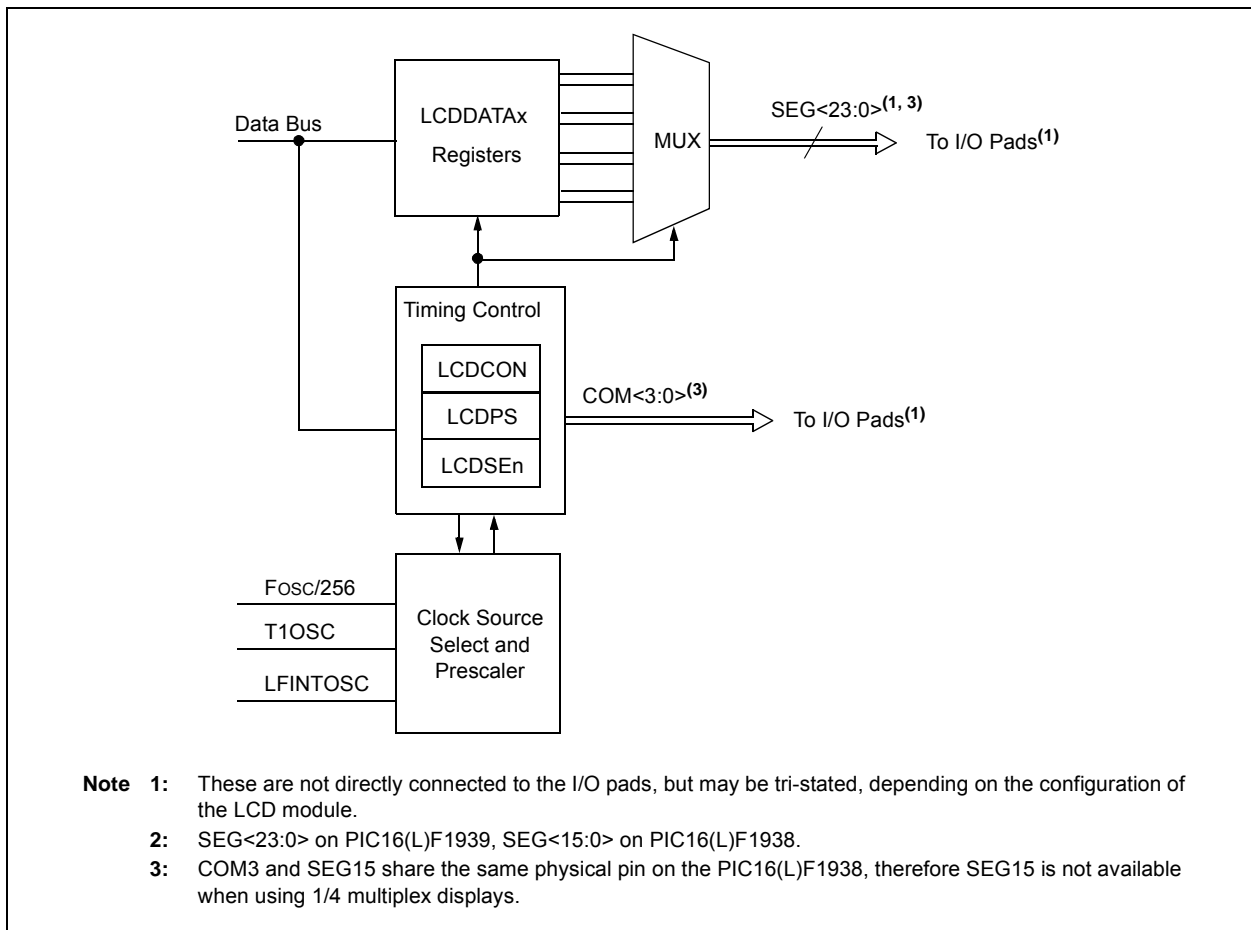 Data Bus
LCDDATAx
Registers
MUX
SEG<23:0>(1, 3)
To I/O Pads(1)
Timing Control
LCDCON
LCDPS
LCDSEn
COM<3:0>(3)
To I/O Pads(1)
FOSC/256
T1OSC
LFINTOSC
Clock Source
Select and
Prescaler
Note 1: These are not directly connected to the I/O pads, but may be tri-stated, depending on the configuration of
the LCD module.
2: SEG<23:0> on PIC16(L)F1939, SEG<15:0> on PIC16(L)F1938.
3: COM3 and SEG15 share the same physical pin on the PIC16(L)F1938, therefore SEG15 is not available
when using 1/4 multiplex displays.